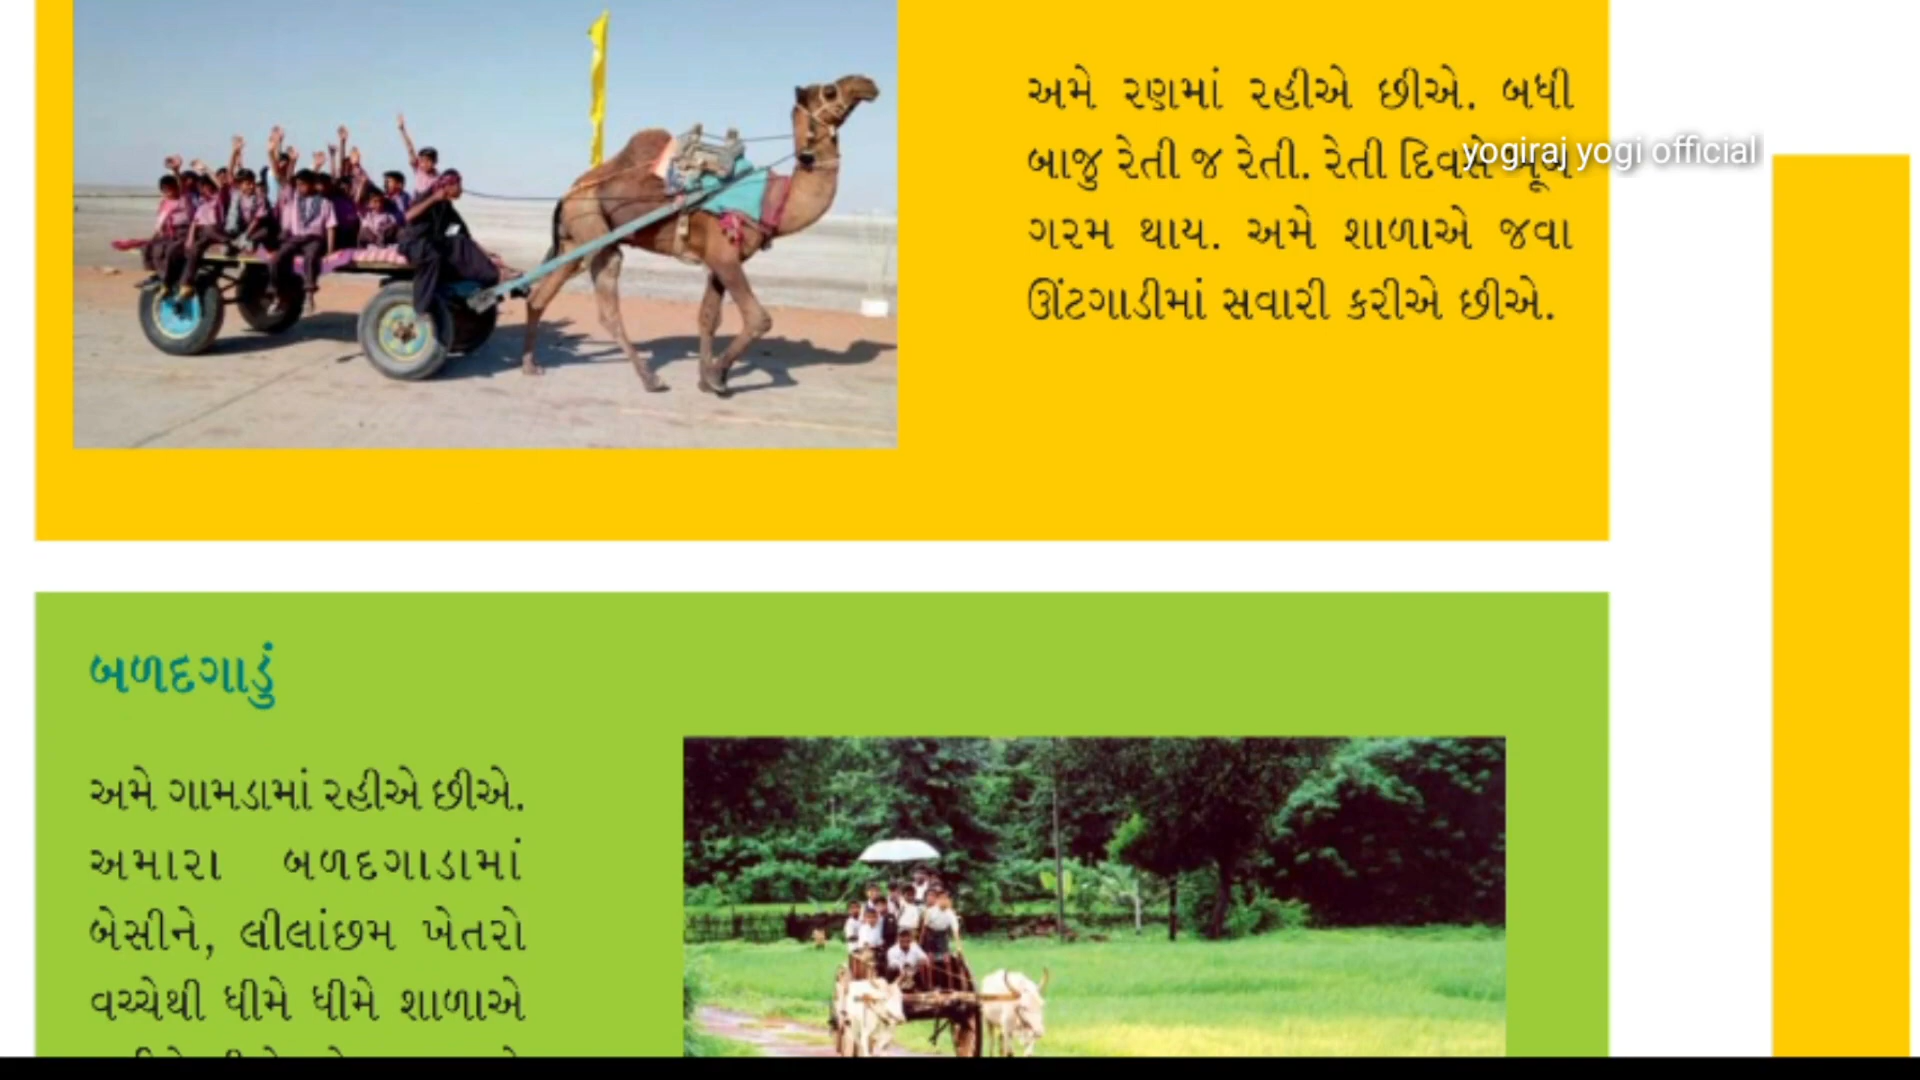 અમે રણમાં રહીએ છીએ. બધી
yogiraj yogi official
બાજુ રેતી જ રેતી. રેતી દિવસે
ગરમ થાય. અમે શાળાએ જવા
ઊંટગાડીમાં સવારી કરીએ છીએ.
બળદગાડું
અમે ગામડામાં રહીએ છીએ.
અમારા બળદગાડામાં
બેસીને, લીલાંછમ ખેતરો
વચ્ચેથી ધીમે ધીમે શાળાએ